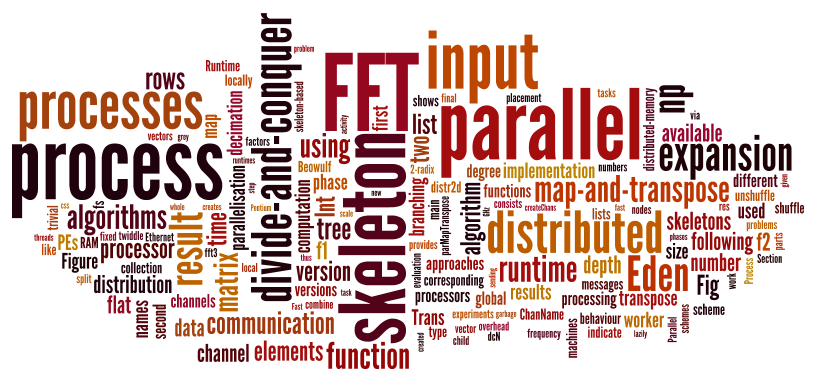 FFT
input
parallel
np
processes
process
divide-and-conquer
skeleton
expansion
distributed
map-and-transpose
rows
Runtime
locally
problem
skeleton-based
activity
first
shows
final
placement
tasks
via
distributed-memory
available
list
two
using
vectors
grey
map
decimation
factors
runtimes
stop
Pentium
parallelisation
Beowulf
phase
new
Int
scale
computation
tree
2-radix
branching
distr2d
main
parMapTranspose
algorithm
GHz
degree
implementation
numbers
functions
consists
createChans
lists
fast
nodes
res
different
given
unshuffle
used
shuffle
problems
skeletons
phases
size
following
f2
parts
number
Process
Section
work
Fig
scheme
schemes
Parallel
lazily
worker
transpose
Eden
messages
depth
runtime
sending
processing
behaviour
indicate
machines
frequency
ChanName
garbage
experiments
overhead
dcN
vector
child
type
created
Trans
global
results
processors
corresponding
approaches
evaluation
provides
f1
thus
version
versions
task
Fast
combine
function
elements
channel
communication
data
channels
local
matrix
fft3
time
result
creates
whole
css
fs
trivial
algorithms
threads
like
PEs
RAM
fixed
twiddle
Ethernet
processor
Figure
collection
split
distribution
flat
names
second